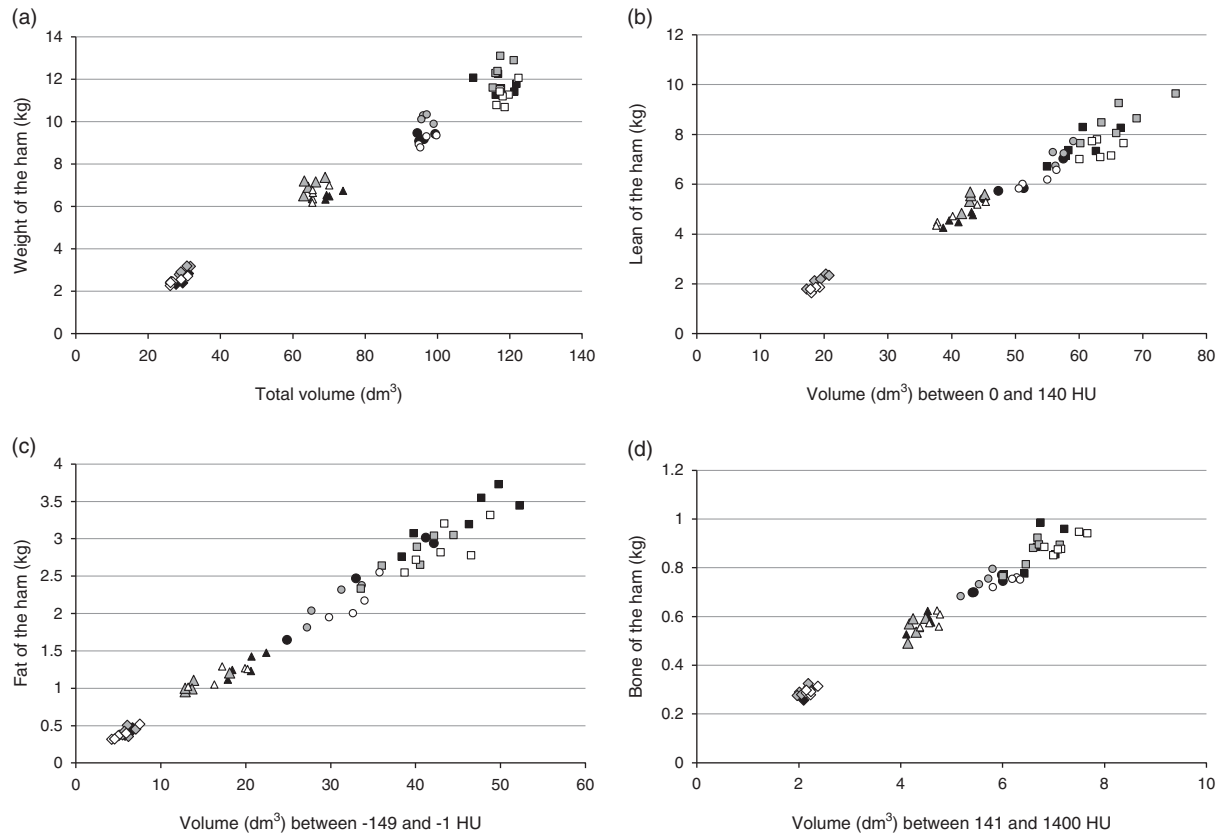 (a)
14
12
10
8
6
4
2
0
Weight of the ham (kg)
0 20 40 60 80 100 120 140
Total volume (dm³)
(b)
12
10
8
6
4
2
0
Lean of the ham (kg)
0 10 20 30 40 50 60 70 80
Volume (dm³) between 0 and 140 HU
(c)
4
3.5
3
2.5
2
1.5
1
0.5
0
Fat of the ham (kg)
0 10 20 30 40 50 60
Volume (dm³) between -149 and -1 HU
(d)
1.2
1
0.8
0.6
0.4
0.2
0
Bone of the ham (kg)
0 2 4 6 8 10
Volume (dm³) between 141 and 1400 HU